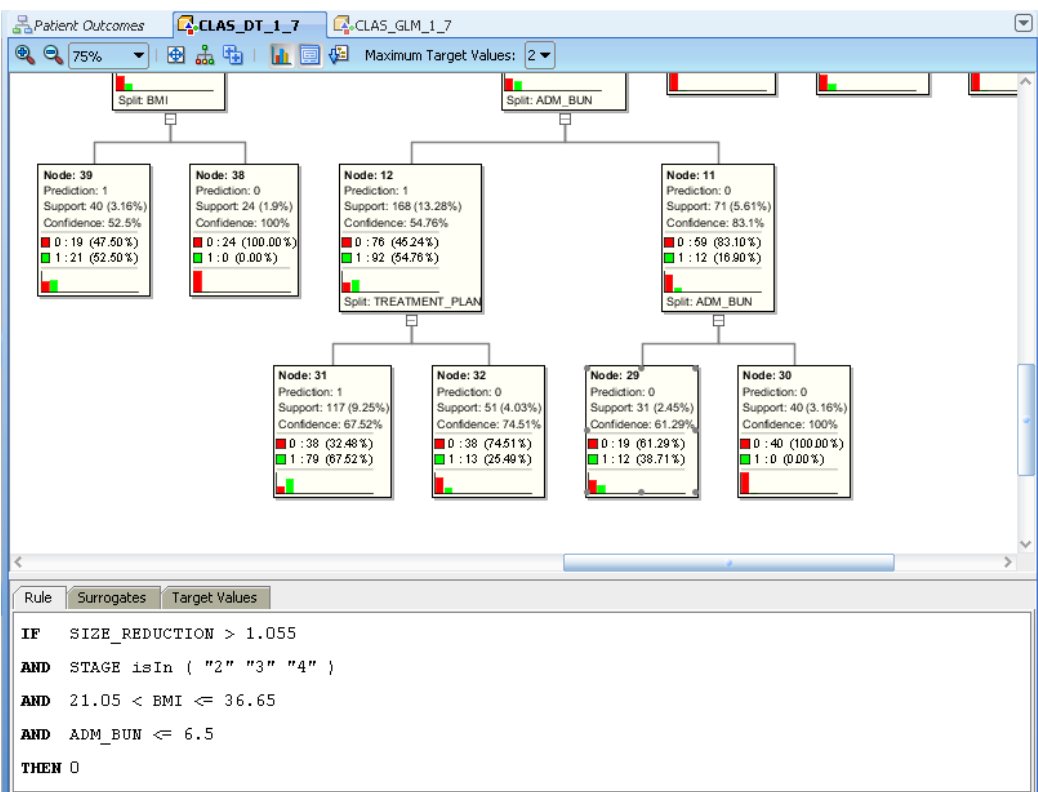 Patient Outcomes CLAS_DT_1_7 CLAS_GLM_1_7
75% Maximum Target Values: 2
Split: BMI
Split: ADM_BUN
Node: 39
Prediction: 1
Support: 40 (3.16%)
Confidence: 52.5%
0 : 19 (47.50%)
1 : 21 (52.50%)
Node: 38
Prediction: 0
Support: 24 (1.9%)
Confidence: 100%
0 : 24 (100.00%)
1 : 0 (0.00%)
Node: 12
Prediction: 1
Support: 168 (13.28%)
Confidence: 54.76%
0 : 76 (45.24%)
1 : 92 (54.76%)
Split: TREATMENT_PLAN
Node: 11
Prediction: 0
Support: 71 (5.61%)
Confidence: 83.1%
0 : 59 (83.10%)
1 : 12 (16.90%)
Split: ADM_BUN
Node: 31
Prediction: 1
Support: 117 (9.25%)
Confidence: 67.52%
0 : 38 (32.48%)
1 : 79 (67.52%)
Node: 32
Prediction: 0
Support: 51 (4.03%)
Confidence: 74.51%
0 : 38 (74.51%)
1 : 13 (25.49%)
Node: 29
Prediction: 0
Support: 31 (2.45%)
Confidence: 61.29%
0 : 19 (61.29%)
1 : 12 (38.71%)
Node: 30
Prediction: 0
Support: 40 (3.16%)
Confidence: 100%
0 : 40 (100.00%)
1 : 0 (0.00%)
Rule Surrogates Target Values
IF SIZE_REDUCTION > 1.055
AND STAGE isIn ( "2" "3" "4" )
AND 21.05 < BMI <= 36.65
AND ADM_BUN <= 6.5
THEN 0